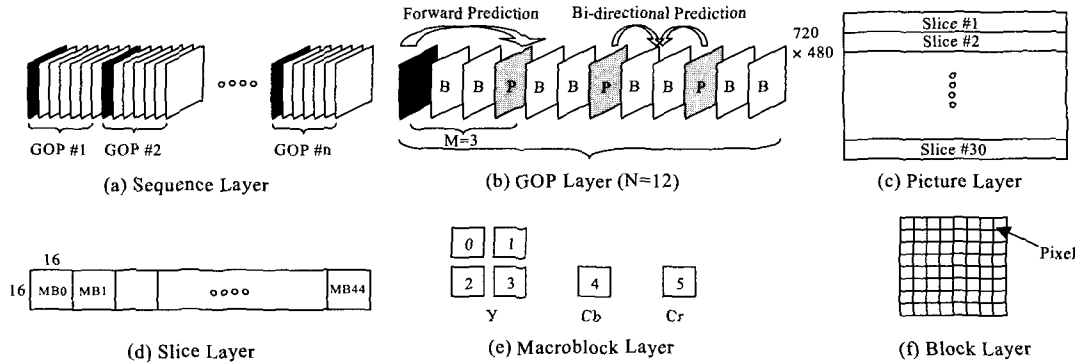 Forward Prediction
Bi-directional Prediction
B B P B B P B B P B B
M=3
GOP #1 GOP #2 GOP #n
(a) Sequence Layer
(b) GOP Layer (N=12)
720
× 480
Slice #1
Slice #2
Slice #30
(c) Picture Layer
16
16
MB0 MB1 MB44
(d) Slice Layer
0 1
2 3 4 5
Y Cb Cr
(e) Macroblock Layer
Pixel
(f) Block Layer